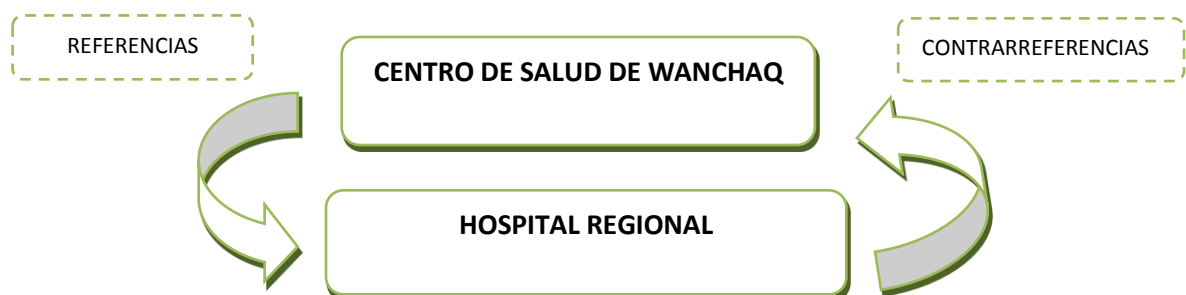 REFERENCIAS
CENTRO DE SALUD DE WANCHAQ
CONTRARREFERENCIAS
HOSPITAL REGIONAL